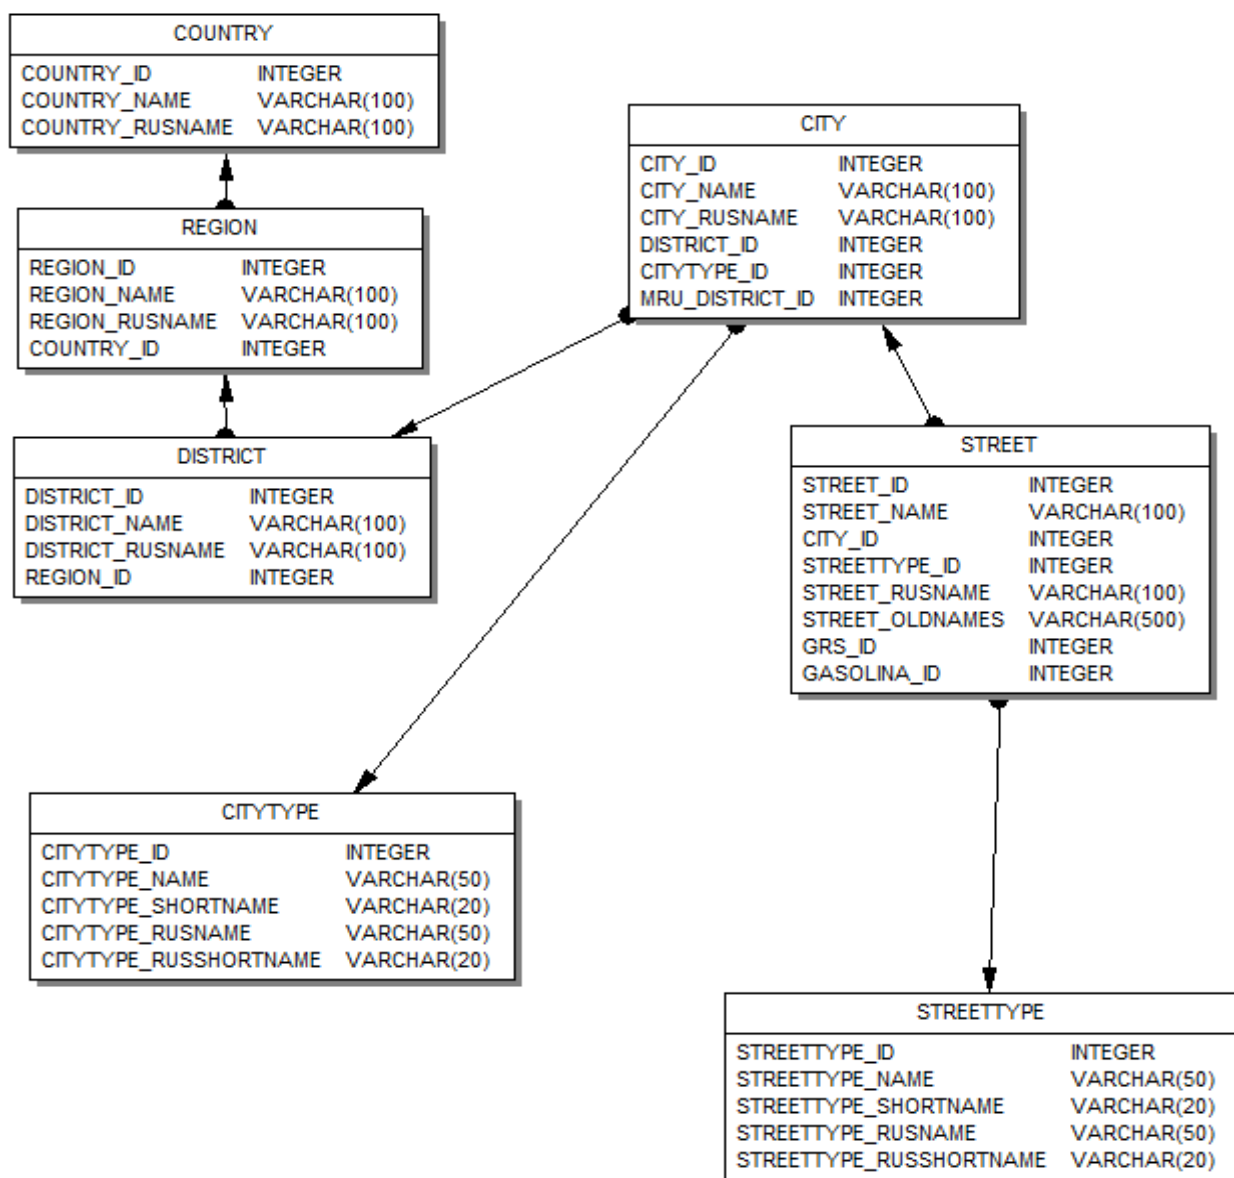 COUNTRY
COUNTRY_ID INTEGER
COUNTRY_NAME VARCHAR(100)
COUNTRY_RUSNAME VARCHAR(100)
REGION
REGION_ID INTEGER
REGION_NAME VARCHAR(100)
REGION_RUSNAME VARCHAR(100)
COUNTRY_ID INTEGER
DISTRICT
DISTRICT_ID INTEGER
DISTRICT_NAME VARCHAR(100)
DISTRICT_RUSNAME VARCHAR(100)
REGION_ID INTEGER
CITY
CITY_ID INTEGER
CITY_NAME VARCHAR(100)
CITY_RUSNAME VARCHAR(100)
DISTRICT_ID INTEGER
CITYTYPE_ID INTEGER
MRU_DISTRICT_ID INTEGER
STREET
STREET_ID INTEGER
STREET_NAME VARCHAR(100)
CITY_ID INTEGER
STREETTYPE_ID INTEGER
STREET_RUSNAME VARCHAR(100)
STREET_OLDNAMES VARCHAR(500)
GRS_ID INTEGER
GASOLINA_ID INTEGER
CITYTYPE
CITYTYPE_ID INTEGER
CITYTYPE_NAME VARCHAR(50)
CITYTYPE_SHORTNAME VARCHAR(20)
CITYTYPE_RUSNAME VARCHAR(50)
CITYTYPE_RUSSHORTNAME VARCHAR(20)
STREETTYPE
STREETTYPE_ID INTEGER
STREETTYPE_NAME VARCHAR(50)
STREETTYPE_SHORTNAME VARCHAR(20)
STREETTYPE_RUSNAME VARCHAR(50)
STREETTYPE_RUSSHORTNAME VARCHAR(20)